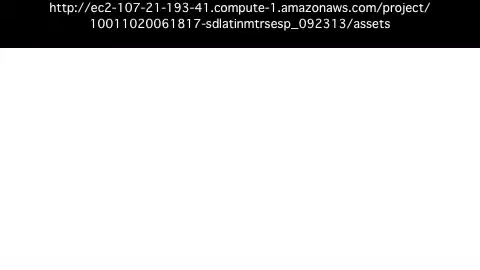 http://ec2-107-21-193-41.compute-1.amazonaws.com/project/
10011020061817-sdlatinmtrsesp_092313/assets